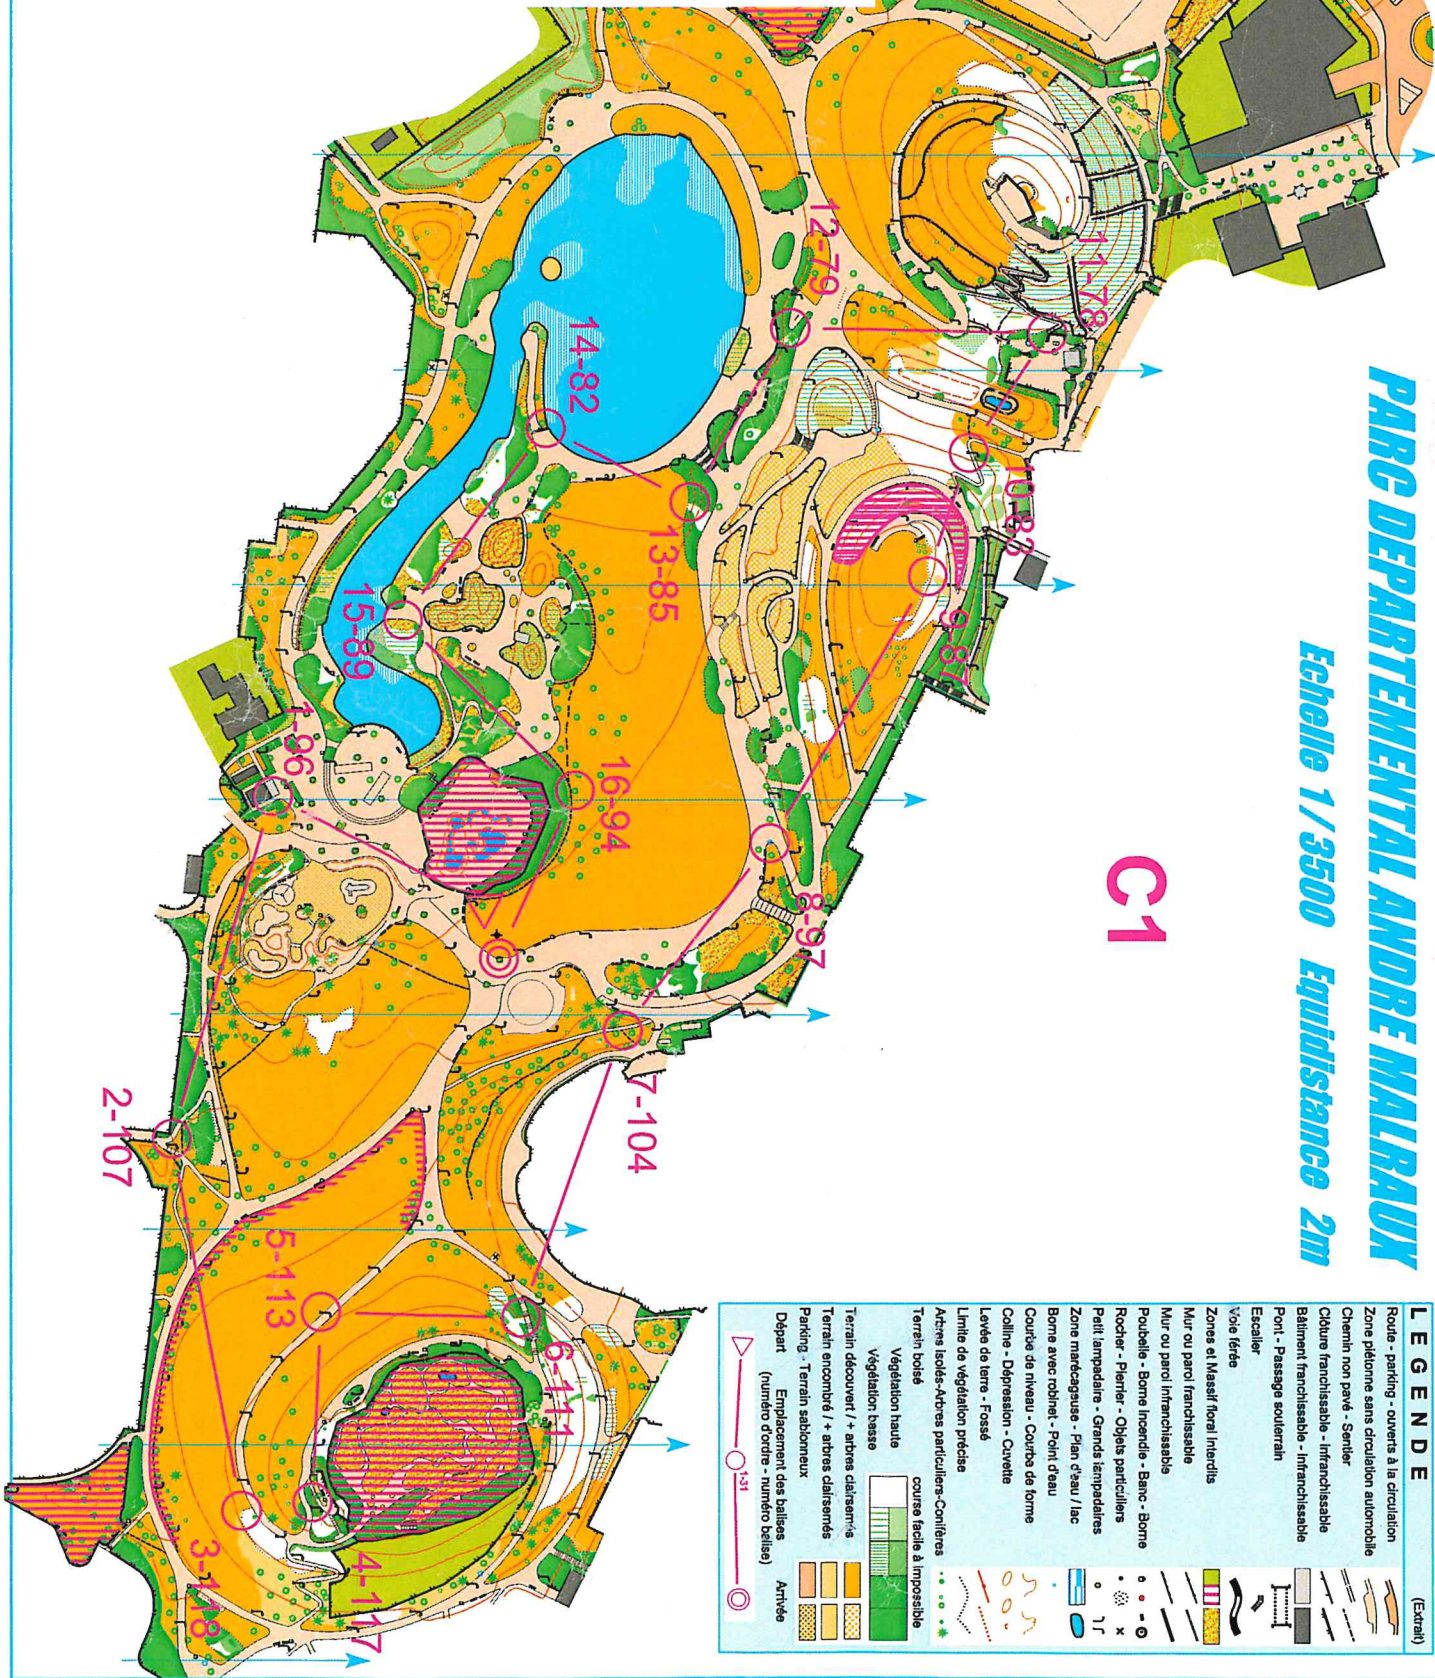 PARC DEPARTEMENTAL ANDRE MALRAUX
Echelle 1/3500 Equidistance 2m
C1
11-78
12-79
10-83
9-87
14-82
13-85
15-89
1-96
16-94
8-97
7-104
2-107
5-113
6-111
3-118
4-117
LEGENDE (Extrait)
Route - parking - ouverts à la circulation
Zone piétonne sans circulation automobile
Chemin non pavé - Sentier
Clôture franchissable - infranchissable
Bâtiment franchissable - infranchissable
Pont - Passage souterrain
Escalier
Voie férée
Zones et Massif floral interdits
Mur ou paroi franchissable
Mur ou paroi infranchissable
Poubelle - Borne incendie - Banc - Borne
Rocher - Pierrier - Objets particuliers
Petit lampadaire - Grands lampadaires
Zone marécageuse - Plan d'eau / lac
Borne avec robinet - Point d'eau
Courbe de niveau - Courbe de forme
Colline - Dépression - Cuvette
Levée de terre - Fossé
Limite de végétation précise
Arbres isolés-Arbres particuliers-Conifères
Terrain boisé course facile à impossible
Végétation haute
Végétation basse
Terrain découvert / + arbres clairsemés
Terrain encombré / + arbres clairsemés
Parking - Terrain sablonneux
Départ Emplacement des balises Arrivée
(numéro d'ordre - numéro balise)
1-31